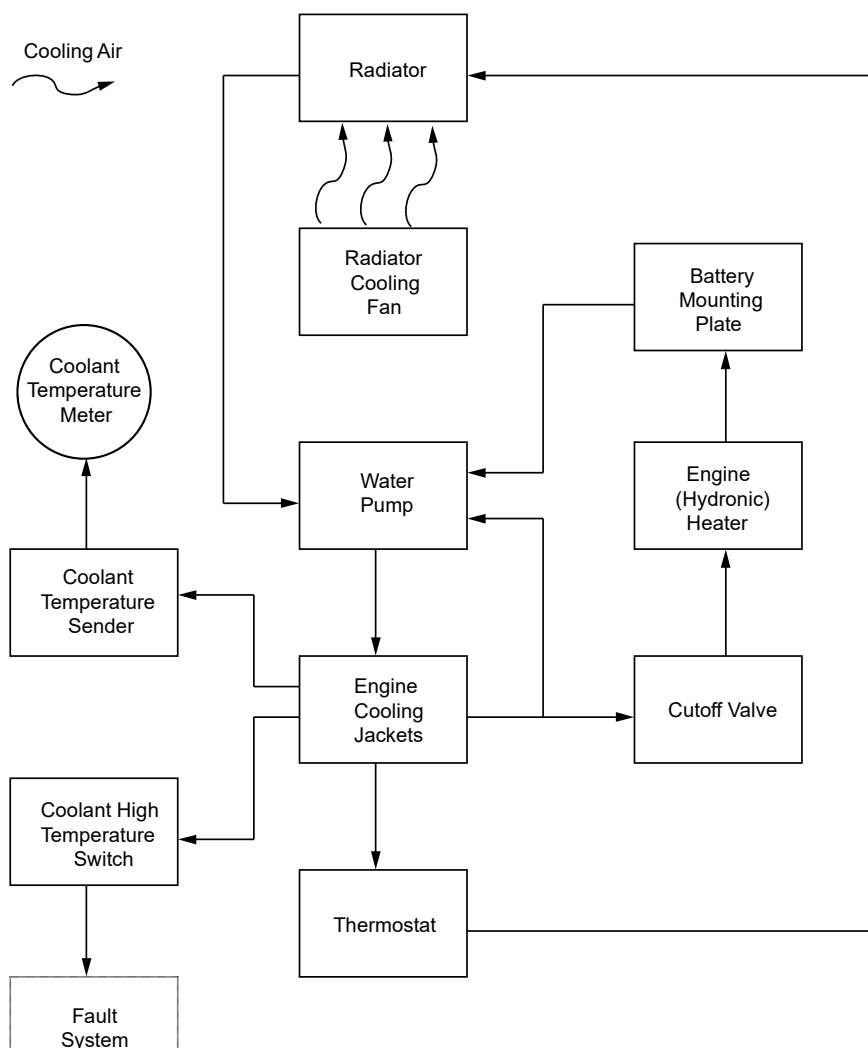 Cooling Air
Radiator
Radiator
Cooling
Fan
Battery
Mounting
Plate
Coolant
Temperature
Meter
Water
Pump
Engine
(Hydronic)
Heater
Coolant
Temperature
Sender
Engine
Cooling
Jackets
Cutoff Valve
Coolant High
Temperature
Switch
Thermostat
Fault
System